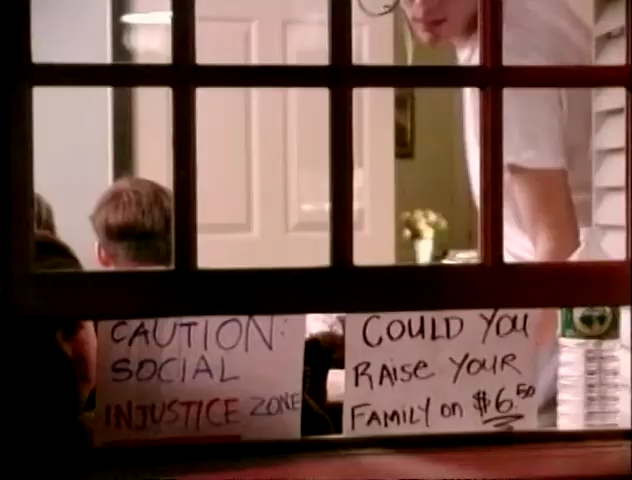 CAUTION:
SOCIAL
INJUSTICE ZONE
COULD YOU
RAISE YOUR
FAMILY on $6.50